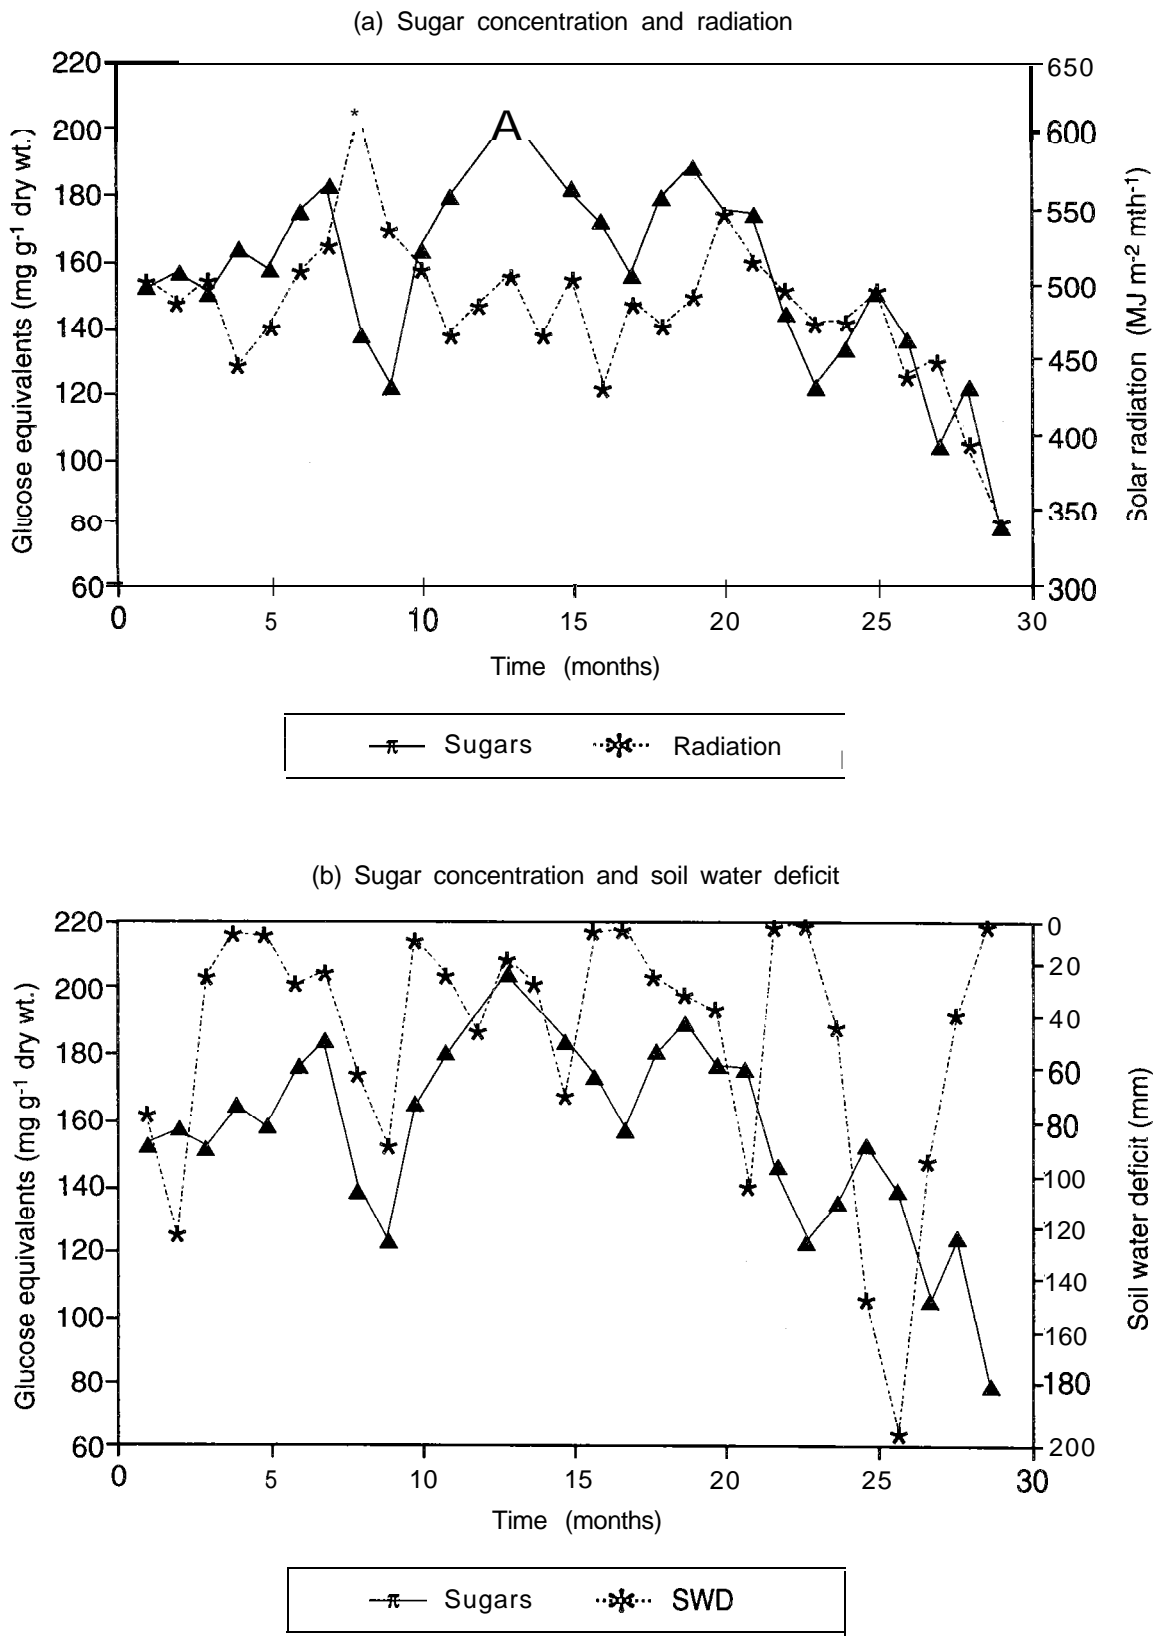 (a) Sugar concentration and radiation
220
200
180
160
140
120
100
80
60
Glucose equivalents (mg g-1 dry wt.)
650
600
550
500
450
400
350
300
Solar radiation (MJ m-2 mth-1)
A
0 5 10 15 20 25 30
Time (months)
π Sugars Radiation
(b) Sugar concentration and soil water deficit
220
200
180
160
140
120
100
80
60
Glucose equivalents (mg g-1 dry wt.)
0
20
40
60
80
100
120
140
160
180
200
Soil water deficit (mm)
0 5 10 15 20 25 30
Time (months)
π Sugars SWD